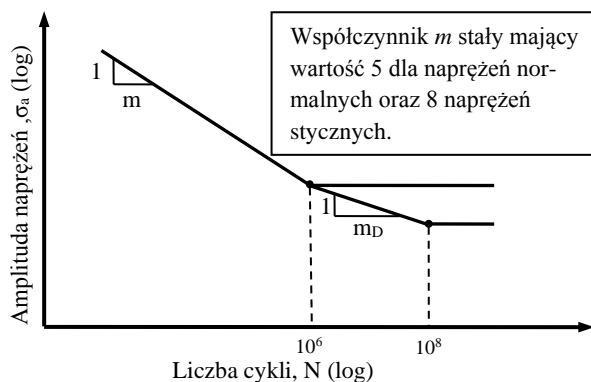 Współczynnik m stały mający
wartość 5 dla naprężeń nor-
malnych oraz 8 naprężeń
stycznych.
1
m
1
m_D
Amplituda naprężeń ,σa (log)
10⁶
10⁸
Liczba cykli, N (log)